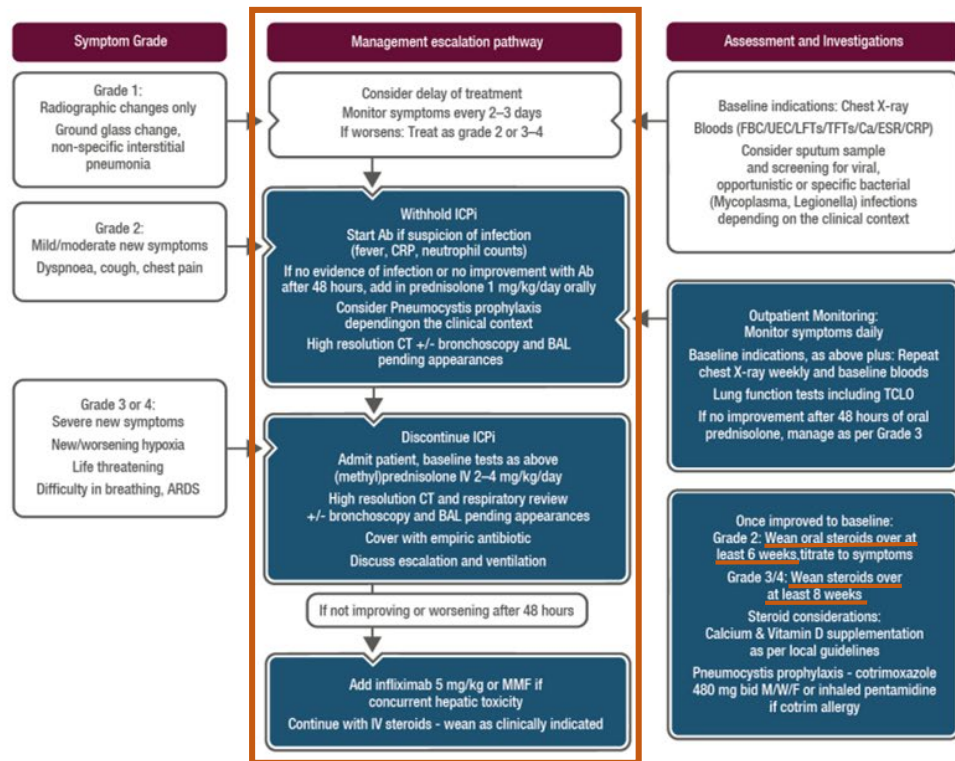 Symptom Grade
Grade 1:
Radiographic changes only
Ground glass change,
non-specific interstitial
pneumonia
Grade 2:
Mild/moderate new symptoms
Dyspnoea, cough, chest pain
Grade 3 or 4:
Severe new symptoms
New/worsening hypoxia
Life threatening
Difficulty in breathing, ARDS
Management escalation pathway
Consider delay of treatment
Monitor symptoms every 2–3 days
If worsens: Treat as grade 2 or 3–4
Withhold ICPi
Start Ab if suspicion of infection
(fever, CRP, neutrophil counts)
If no evidence of infection or no improvement with Ab
after 48 hours, add in prednisolone 1 mg/kg/day orally
Consider Pneumocystis prophylaxis
dependingon the clinical context
High resolution CT +/- bronchoscopy and BAL
pending appearances
Discontinue ICPi
Admit patient, baseline tests as above
(methyl)prednisolone IV 2–4 mg/kg/day
High resolution CT and respiratory review
+/- bronchoscopy and BAL pending appearances
Cover with empiric antibiotic
Discuss escalation and ventilation
If not improving or worsening after 48 hours
Add infliximab 5 mg/kg or MMF if
concurrent hepatic toxicity
Continue with IV steroids - wean as clinically indicated
Assessment and Investigations
Baseline indications: Chest X-ray
Bloods (FBC/UEC/LFTs/TFTs/Ca/ESR/CRP)
Consider sputum sample
and screening for viral,
opportunistic or specific bacterial
(Mycoplasma, Legionella) infections
depending on the clinical context
Outpatient Monitoring:
Monitor symptoms daily
Baseline indications, as above plus: Repeat
chest X-ray weekly and baseline bloods
Lung function tests including TCLO
If no improvement after 48 hours of oral
prednisolone, manage as per Grade 3
Once improved to baseline:
Grade 2: Wean oral steroids over at
least 6 weeks,titrate to symptoms
Grade 3/4: Wean steroids over
at least 8 weeks
Steroid considerations:
Calcium & Vitamin D supplementation
as per local guidelines
Pneumocystis prophylaxis - cotrimoxazole
480 mg bid M/W/F or inhaled pentamidine
if cotrim allergy